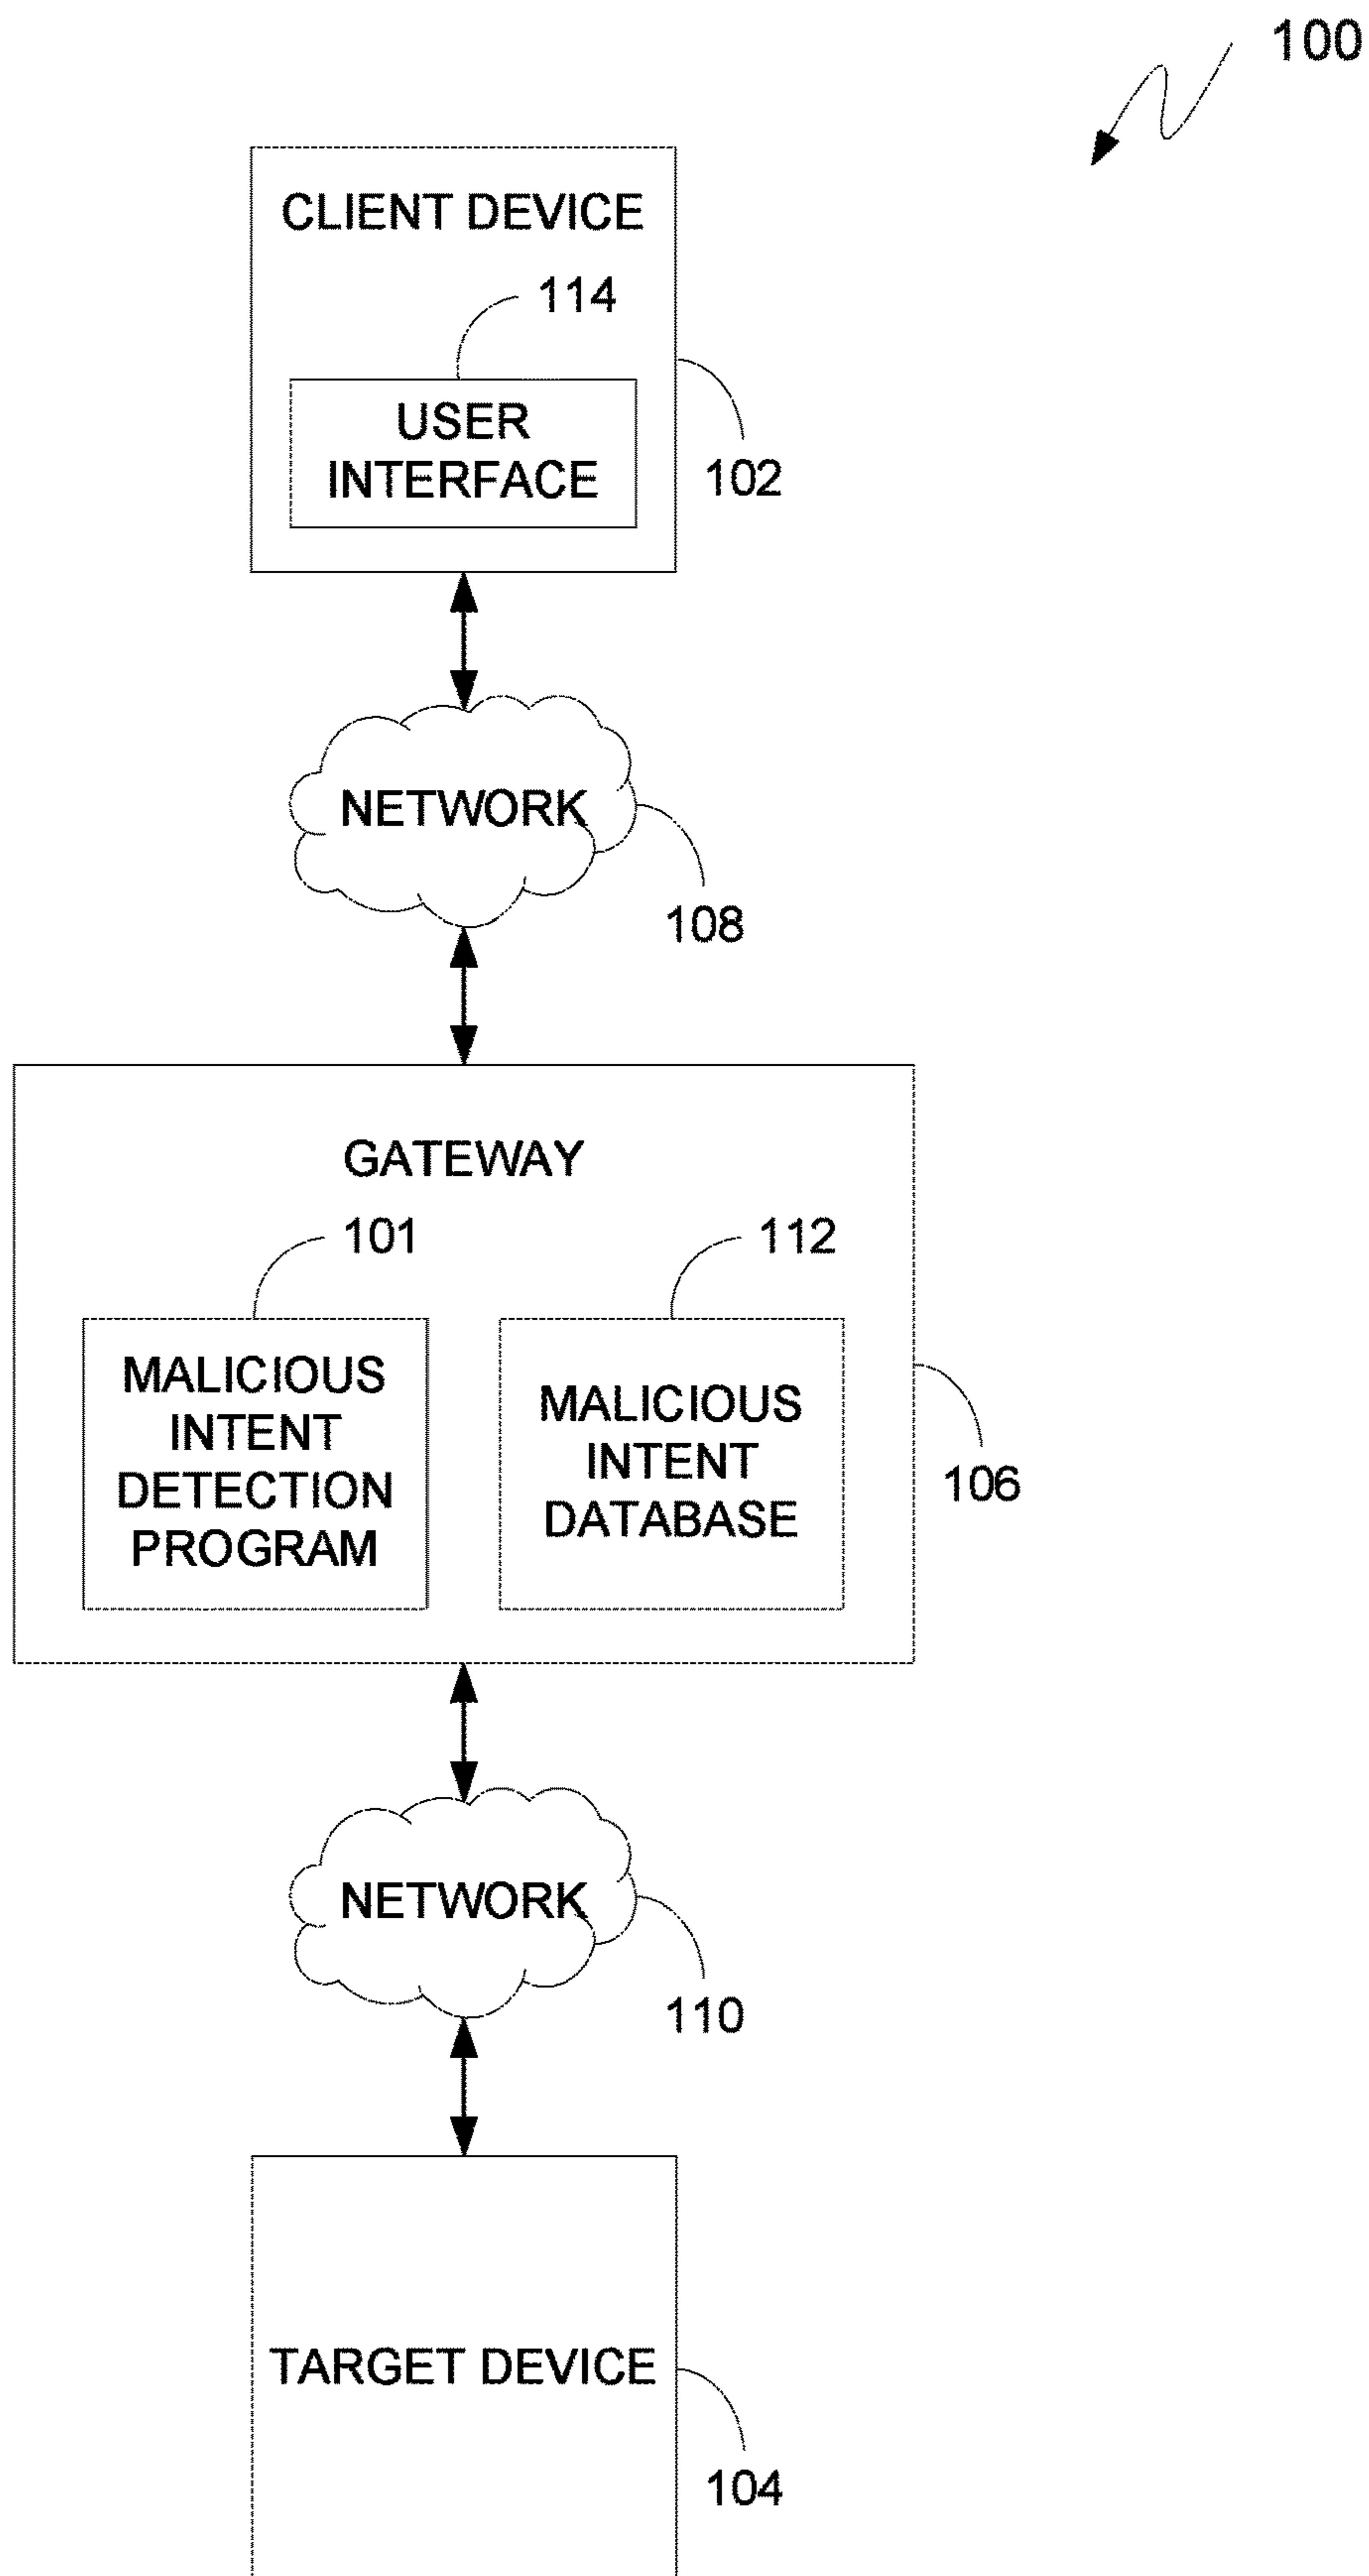 100
CLIENT DEVICE
114
USER
INTERFACE
102
NETWORK
108
GATEWAY
101
112
MALICIOUS
INTENT
DETECTION
PROGRAM
MALICIOUS
INTENT
DATABASE
106
NETWORK
110
TARGET DEVICE
104